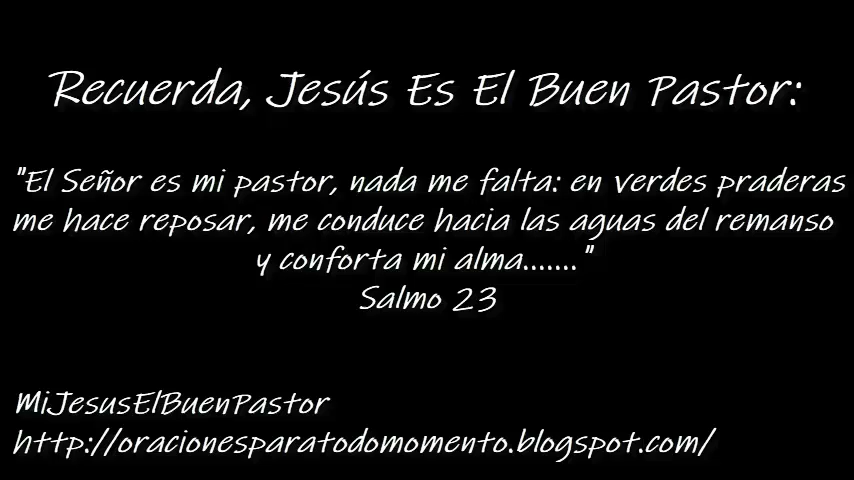 Recuerda, Jesús Es El Buen Pastor:
"El Señor es mi pastor, nada me falta: en verdes praderas
me hace reposar, me conduce hacia las aguas del remanso
y conforta mi alma......."
Salmo 23
MiJesusElBuenPastor
http://oracionesparatodomomento.blogspot.com/